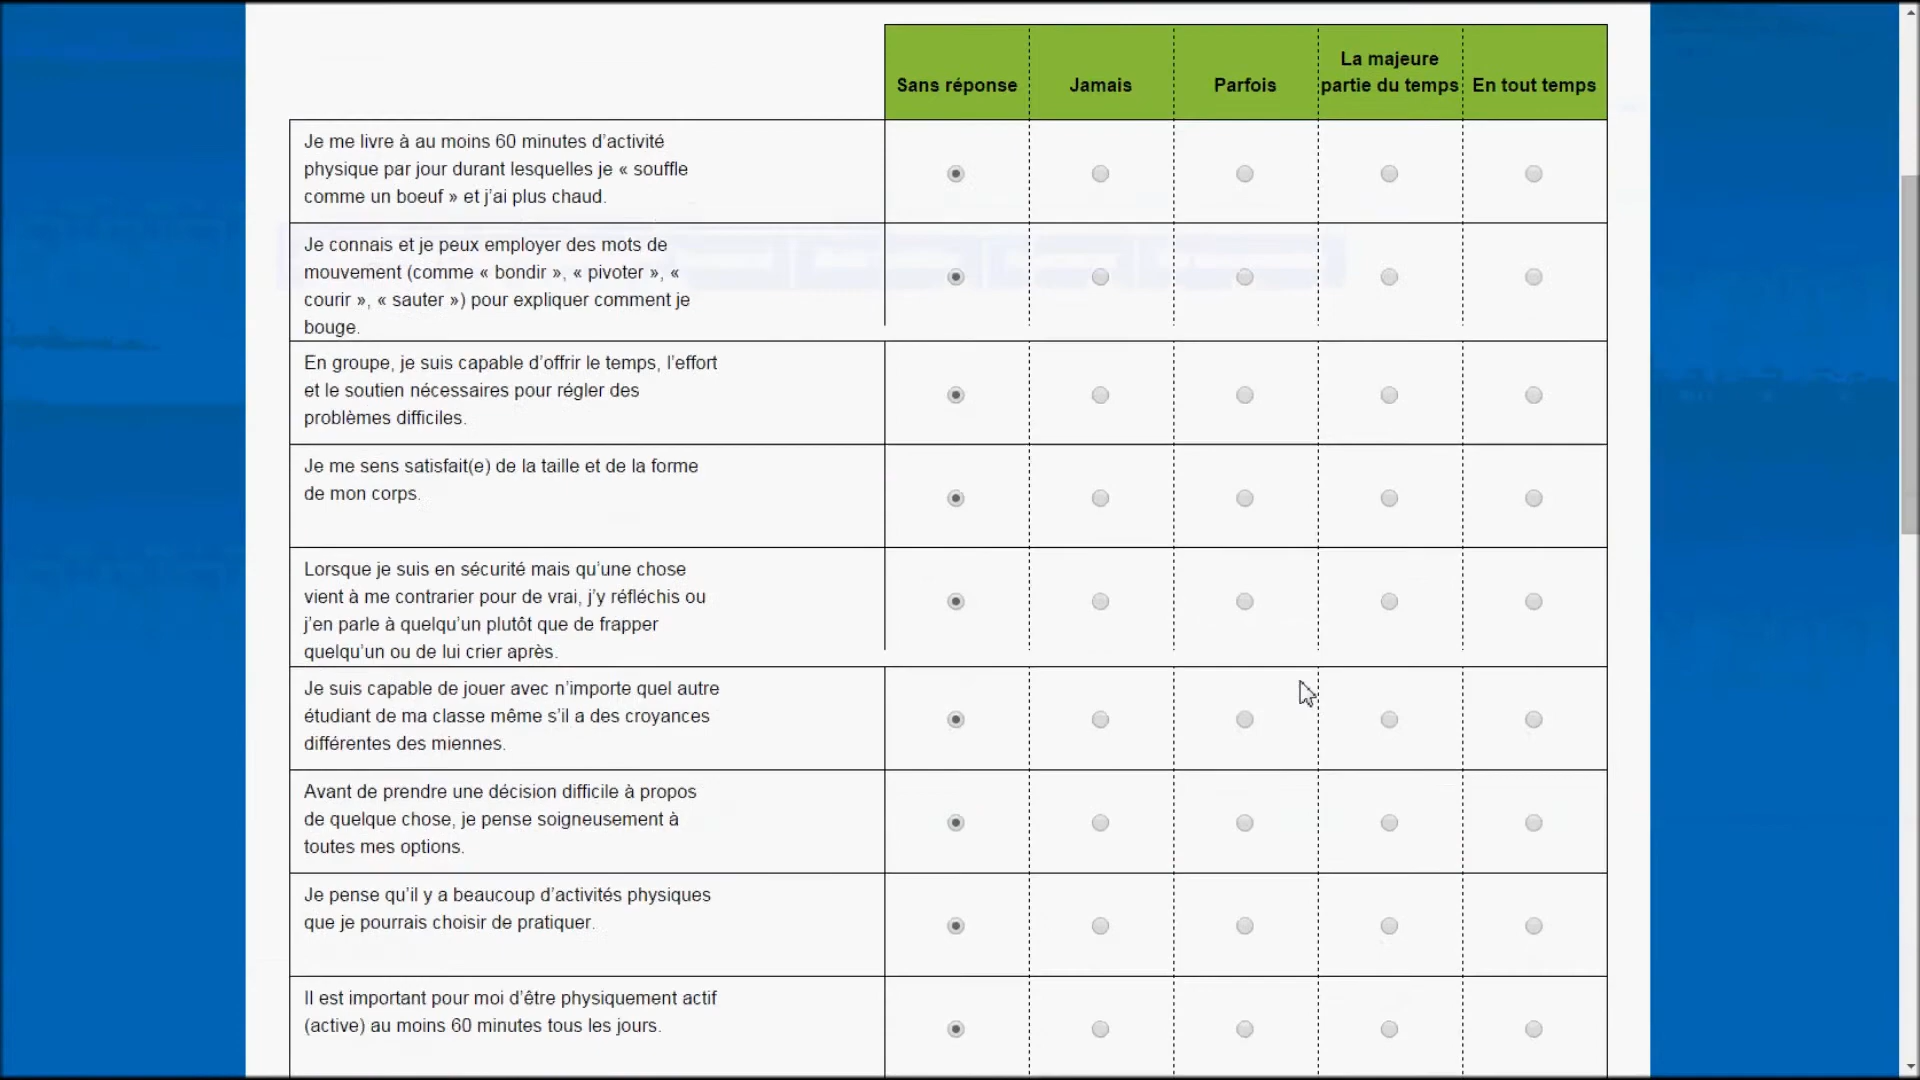 Sans réponse
Jamais
Parfois
La majeure
partie du temps
En tout temps
Je me livre à au moins 60 minutes d’activité
physique par jour durant lesquelles je « souffle
comme un boeuf » et j’ai plus chaud.
Je connais et je peux employer des mots de
mouvement (comme « bondir », « pivoter », «
courir », « sauter ») pour expliquer comment je
bouge.
En groupe, je suis capable d’offrir le temps, l’effort
et le soutien nécessaires pour régler des
problèmes difficiles.
Je me sens satisfait(e) de la taille et de la forme
de mon corps.
Lorsque je suis en sécurité mais qu’une chose
vient à me contrarier pour de vrai, j’y réfléchis ou
j’en parle à quelqu’un plutôt que de frapper
quelqu’un ou de lui crier après.
Je suis capable de jouer avec n’importe quel autre
étudiant de ma classe même s’il a des croyances
différentes des miennes.
Avant de prendre une décision difficile à propos
de quelque chose, je pense soigneusement à
toutes mes options.
Je pense qu’il y a beaucoup d’activités physiques
que je pourrais choisir de pratiquer.
Il est important pour moi d’être physiquement actif
(active) au moins 60 minutes tous les jours.